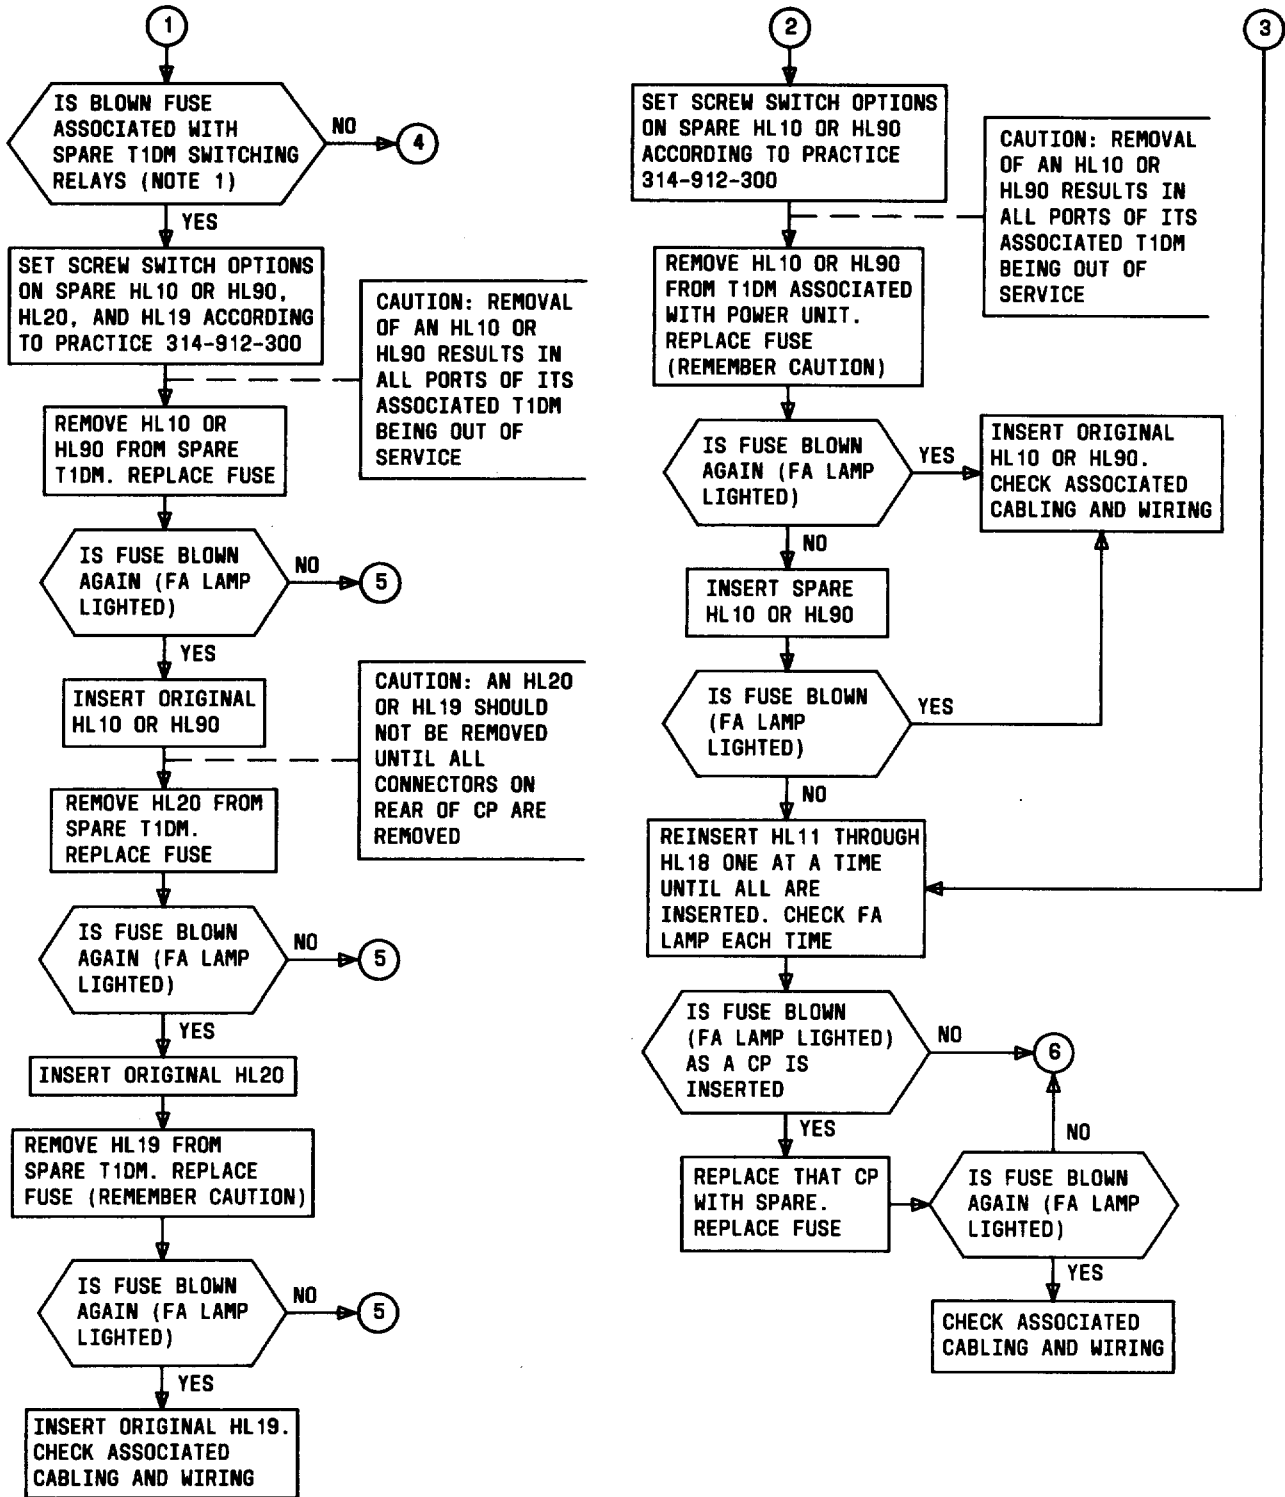 1
IS BLOWN FUSE
ASSOCIATED WITH
SPARE T1DM SWITCHING
RELAYS (NOTE 1)
NO
4
YES
SET SCREW SWITCH OPTIONS
ON SPARE HL10 OR HL90,
HL20, AND HL19 ACCORDING
TO PRACTICE 314-912-300
CAUTION: REMOVAL
OF AN HL10 OR
HL90 RESULTS IN
ALL PORTS OF ITS
ASSOCIATED T1DM
BEING OUT OF
SERVICE
REMOVE HL10 OR
HL90 FROM SPARE
T1DM. REPLACE FUSE
IS FUSE BLOWN
AGAIN (FA LAMP
LIGHTED)
NO
5
YES
INSERT ORIGINAL
HL10 OR HL90
CAUTION: AN HL20
OR HL19 SHOULD
NOT BE REMOVED
UNTIL ALL
CONNECTORS ON
REAR OF CP ARE
REMOVED
REMOVE HL20 FROM
SPARE T1DM.
REPLACE FUSE
IS FUSE BLOWN
AGAIN (FA LAMP
LIGHTED)
NO
5
YES
INSERT ORIGINAL HL20
REMOVE HL19 FROM
SPARE T1DM. REPLACE
FUSE (REMEMBER CAUTION)
IS FUSE BLOWN
AGAIN (FA LAMP
LIGHTED)
NO
5
YES
INSERT ORIGINAL HL19.
CHECK ASSOCIATED
CABLING AND WIRING
2
SET SCREW SWITCH OPTIONS
ON SPARE HL10 OR HL90
ACCORDING TO PRACTICE
314-912-300
CAUTION: REMOVAL
OF AN HL10 OR
HL90 RESULTS IN
ALL PORTS OF ITS
ASSOCIATED T1DM
BEING OUT OF
SERVICE
REMOVE HL10 OR HL90
FROM T1DM ASSOCIATED
WITH POWER UNIT.
REPLACE FUSE
(REMEMBER CAUTION)
IS FUSE BLOWN
AGAIN (FA LAMP
LIGHTED)
YES
INSERT ORIGINAL
HL10 OR HL90.
CHECK ASSOCIATED
CABLING AND WIRING
NO
INSERT SPARE
HL10 OR HL90
IS FUSE BLOWN
(FA LAMP
LIGHTED)
YES
NO
3
REINSERT HL11 THROUGH
HL18 ONE AT A TIME
UNTIL ALL ARE
INSERTED. CHECK FA
LAMP EACH TIME
IS FUSE BLOWN
(FA LAMP LIGHTED)
AS A CP IS
INSERTED
NO
6
YES
REPLACE THAT CP
WITH SPARE.
REPLACE FUSE
NO
IS FUSE BLOWN
AGAIN (FA LAMP
LIGHTED)
YES
CHECK ASSOCIATED
CABLING AND WIRING